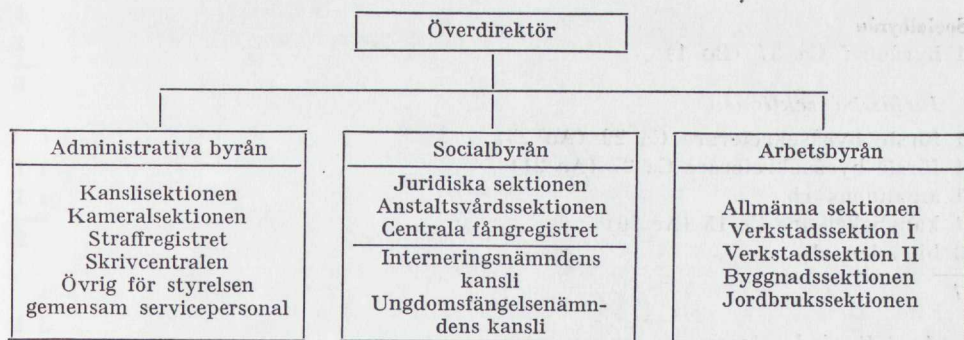 Överdirektör
Administrativa byrån
Kanslisektionen
Kameralsektionen
Straffregistret
Skrivcentralen
Övrig för styrelsen
gemensam servicepersonal
Socialbyrån
Juridiska sektionen
Anstaltsvårdssektionen
Centrala fångregistret
Interneringsnämndens
kansli
Ungdomsfängelsenämn-
dens kansli
Arbetsbyrån
Allmänna sektionen
Verkstadssektion I
Verkstadssektion II
Byggnadssektionen
Jordbrukssektionen